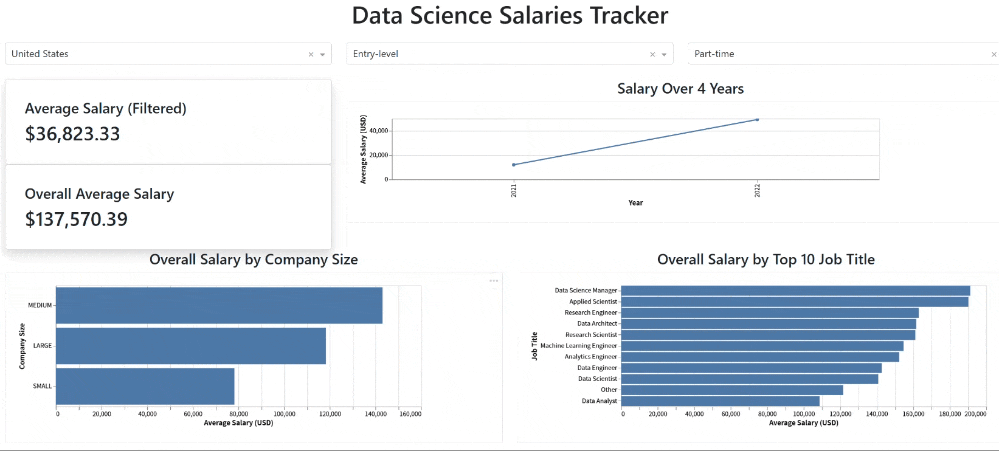 Data Science Salaries Tracker
United States
Entry-level
Part-time
Average Salary (Filtered)
$36,823.33
Overall Average Salary
$137,570.39
Salary Over 4 Years
Average Salary (USD)
40,000
20,000
0
2021
2022
Year
Overall Salary by Company Size
Company Size
MEDIUM
LARGE
SMALL
0 20,000 40,000 60,000 80,000 100,000 120,000 140,000 160,000
Average Salary (USD)
Overall Salary by Top 10 Job Title
Job Title
Data Science Manager
Applied Scientist
Research Engineer
Data Architect
Research Scientist
Machine Learning Engineer
Analytics Engineer
Data Engineer
Data Scientist
Other
Data Analyst
0 20,000 40,000 60,000 80,000 100,000 120,000 140,000 160,000 180,000 200,000
Average Salary (USD)